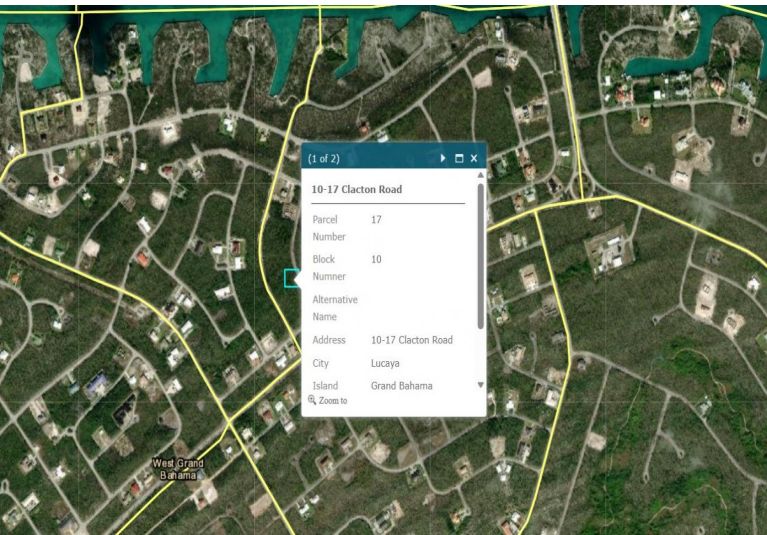 (1 of 2)
10-17 Clacton Road
Parcel 17
Number
Block 10
Numner
Alternative
Name
Address 10-17 Clacton Road
City Lucaya
Island Grand Bahama
Zoom to
West Grand
Bahama